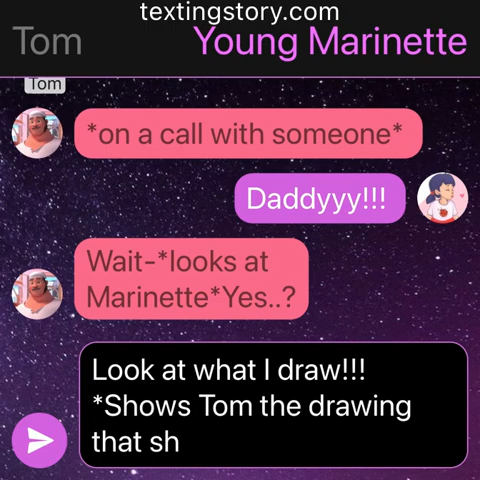 textingstory.com
Tom
Young Marinette
Tom
*on a call with someone*
Daddyyy!!!
Wait-*looks at
Marinette*Yes..?
Look at what I draw!!!
*Shows Tom the drawing
that sh